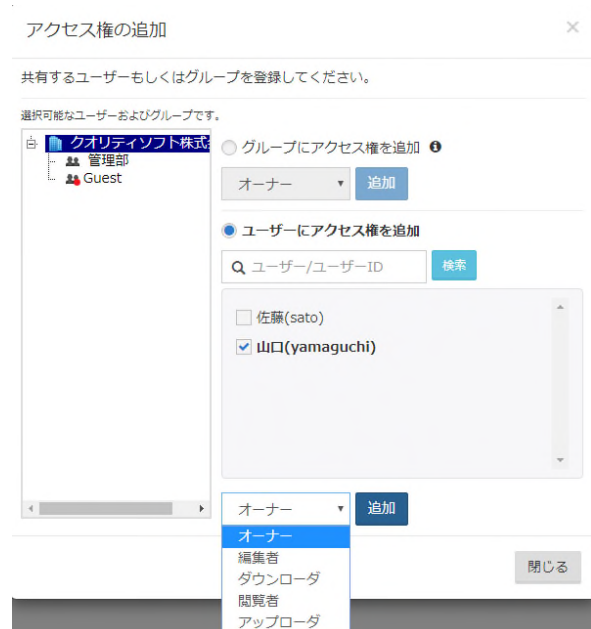 アクセス権の追加
×
共有するユーザーもしくはグループを登録してください。
選択可能なユーザーおよびグループです。
クオリティソフト株式
管理部
Guest
グループにアクセス権を追加
オーナー
追加
ユーザーにアクセス権を追加
ユーザー/ユーザーID
検索
佐藤(sato)
山口(yamaguchi)
オーナー
追加
オーナー
編集者
ダウンローダ
閲覧者
アップローダ
閉じる